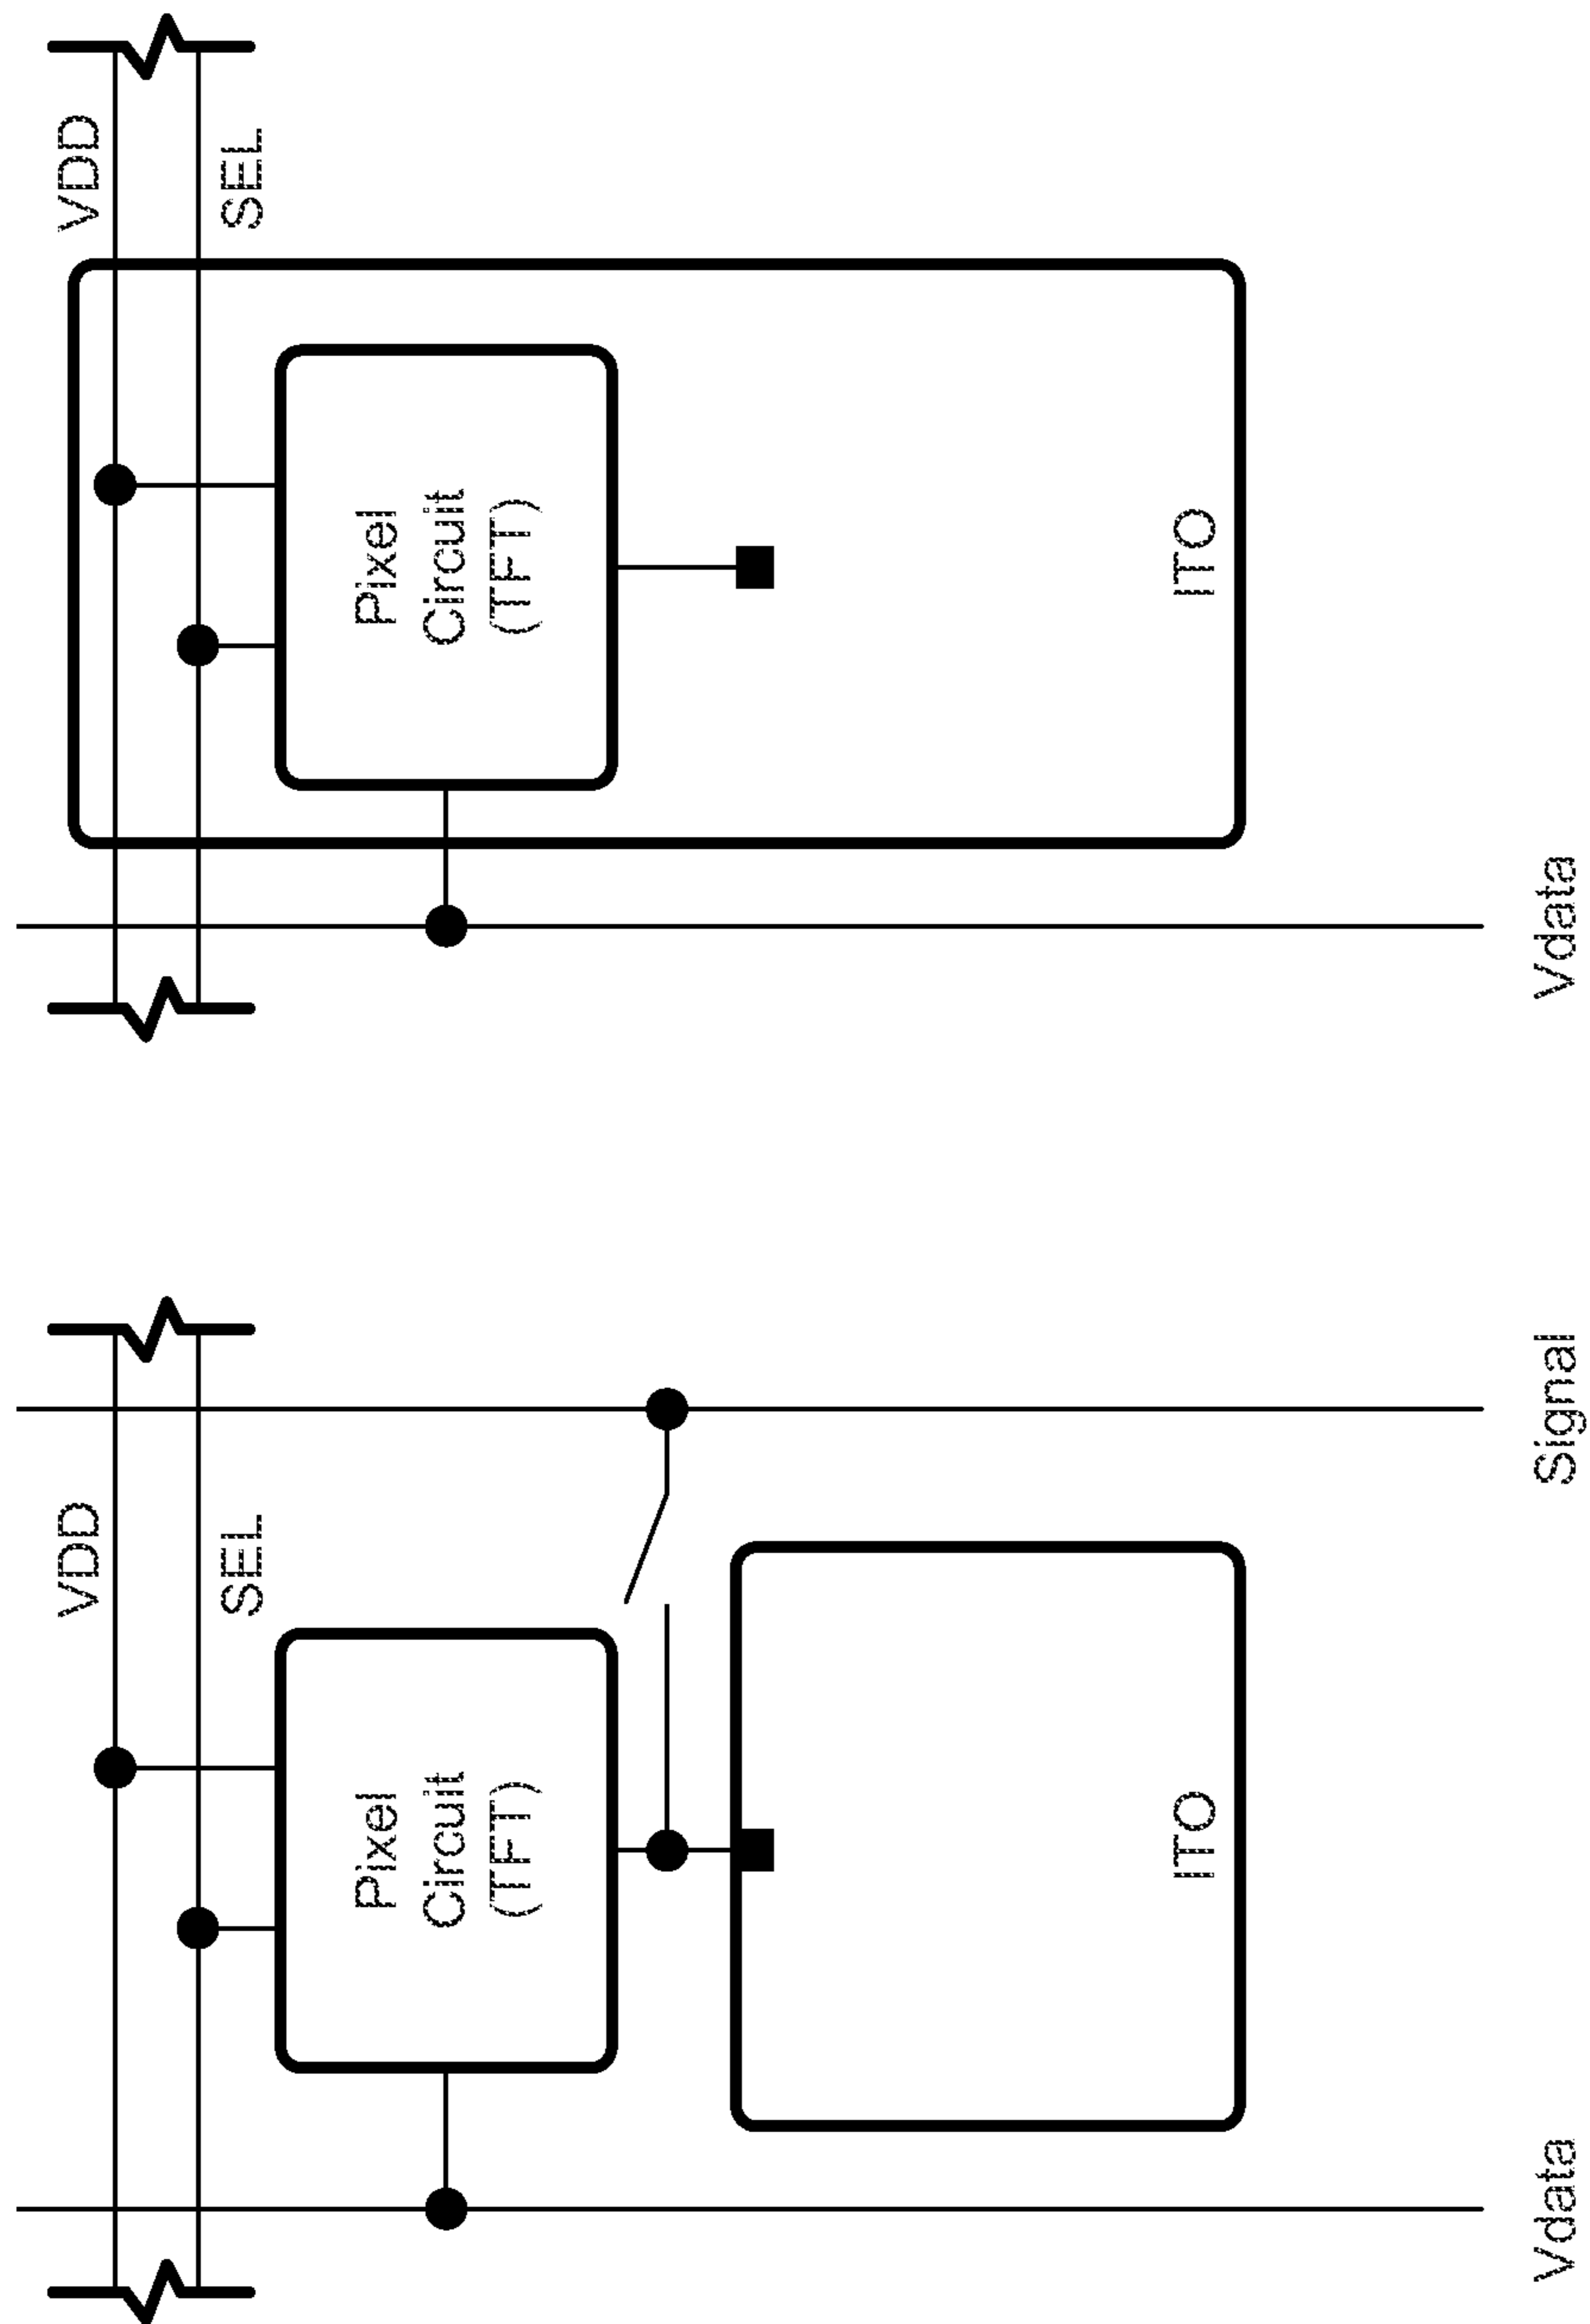 VDD
SEL
Pixel
Circuit
(TFT)
ITO
Vdata
Signal
VDD
SEL
Pixel
Circuit
(TFT)
ITO
Vdata